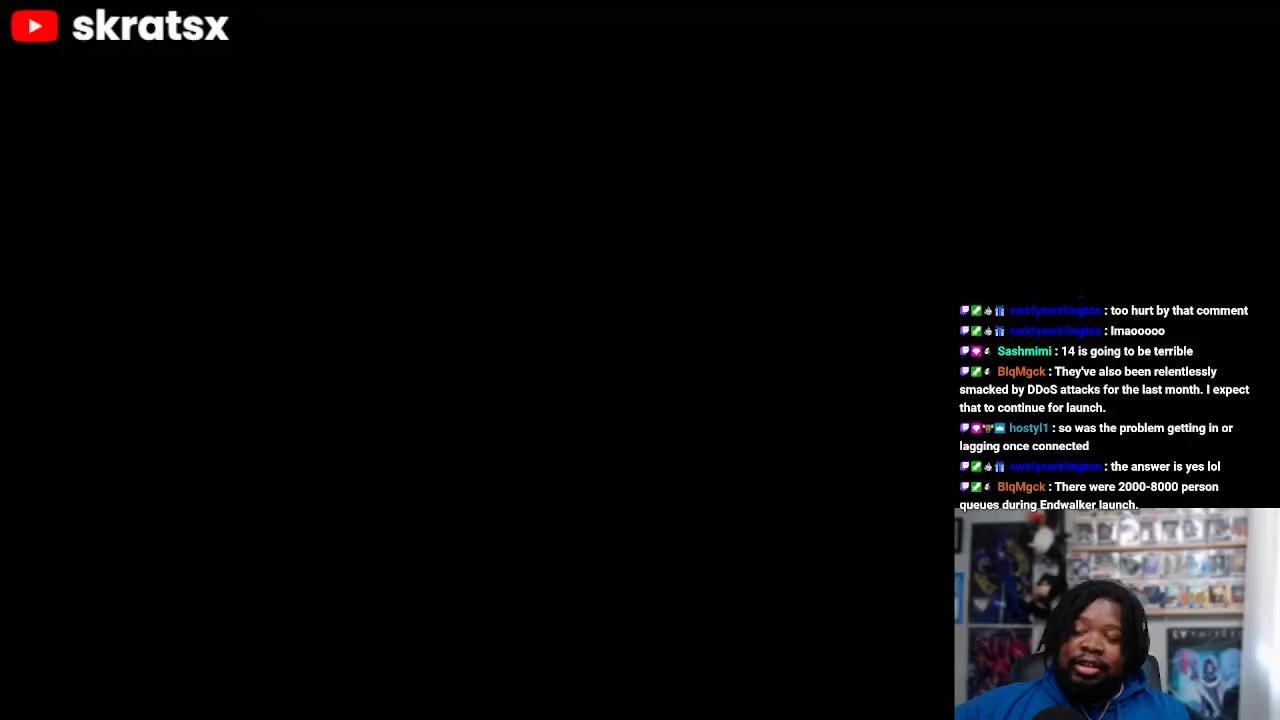 skratsx
swirlyswirlington : too hurt by that comment
swirlyswirlington : lmaooooo
Sashmimi : 14 is going to be terrible
BlqMgck : They've also been relentlessly
smacked by DDoS attacks for the last month. I expect
that to continue for launch.
hostyl1 : so was the problem getting in or
lagging once connected
swirlyswirlington : the answer is yes lol
BlqMgck : There were 2000-8000 person
queues during Endwalker launch.